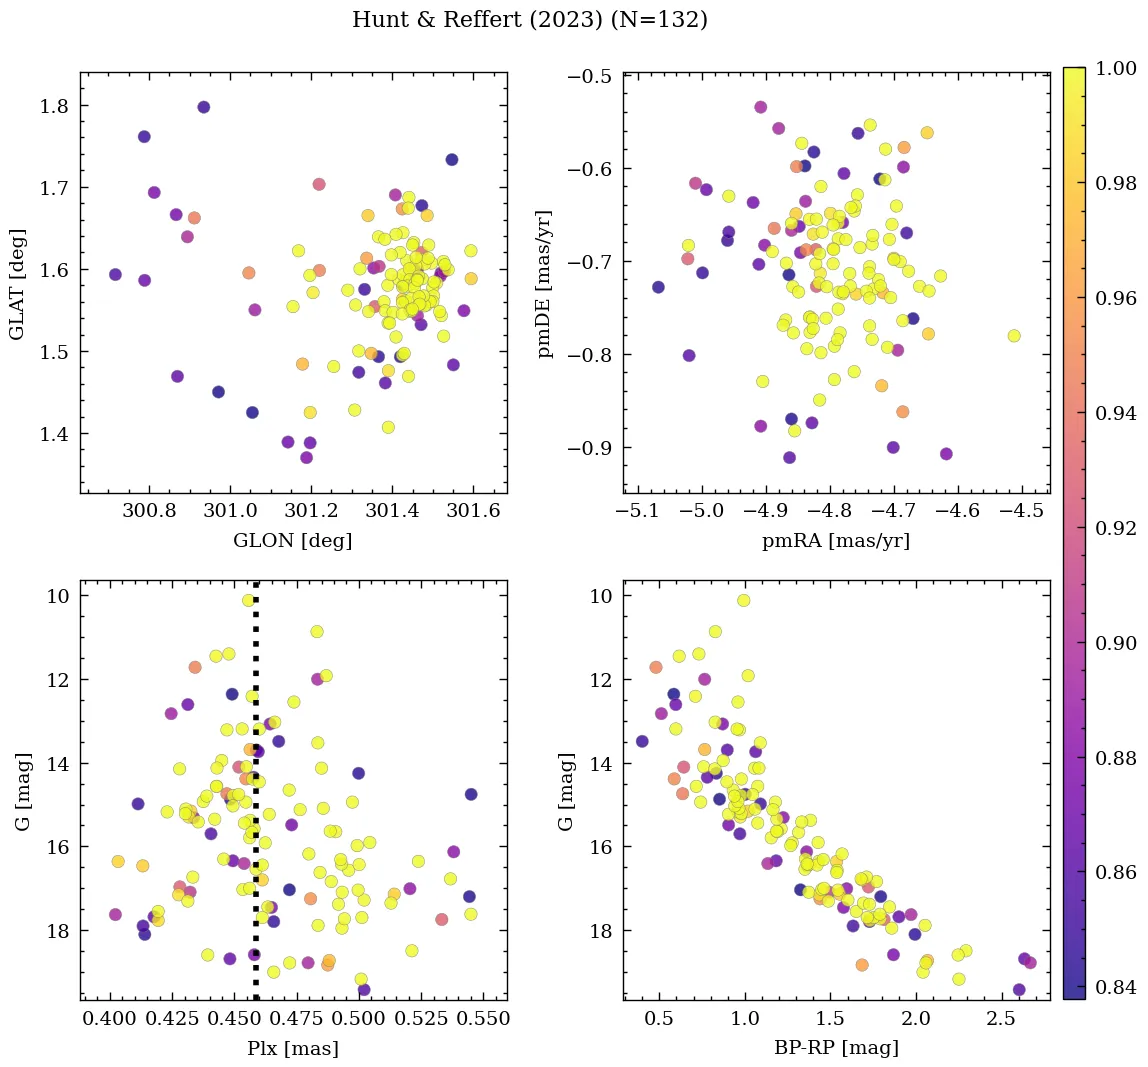 Hunt & Reffert (2023) (N=132)
1.8
1.7
1.6
1.5
1.4
GLAT [deg]
300.8 301.0 301.2 301.4 301.6
GLON [deg]
−0.5
−0.6
−0.7
−0.8
−0.9
pmDE [mas/yr]
−5.1 −5.0 −4.9 −4.8 −4.7 −4.6 −4.5
pmRA [mas/yr]
10
12
14
16
18
G [mag]
0.400 0.425 0.450 0.475 0.500 0.525 0.550
Plx [mas]
10
12
14
16
18
G [mag]
0.5 1.0 1.5 2.0 2.5
BP-RP [mag]
1.00
0.98
0.96
0.94
0.92
0.90
0.88
0.86
0.84